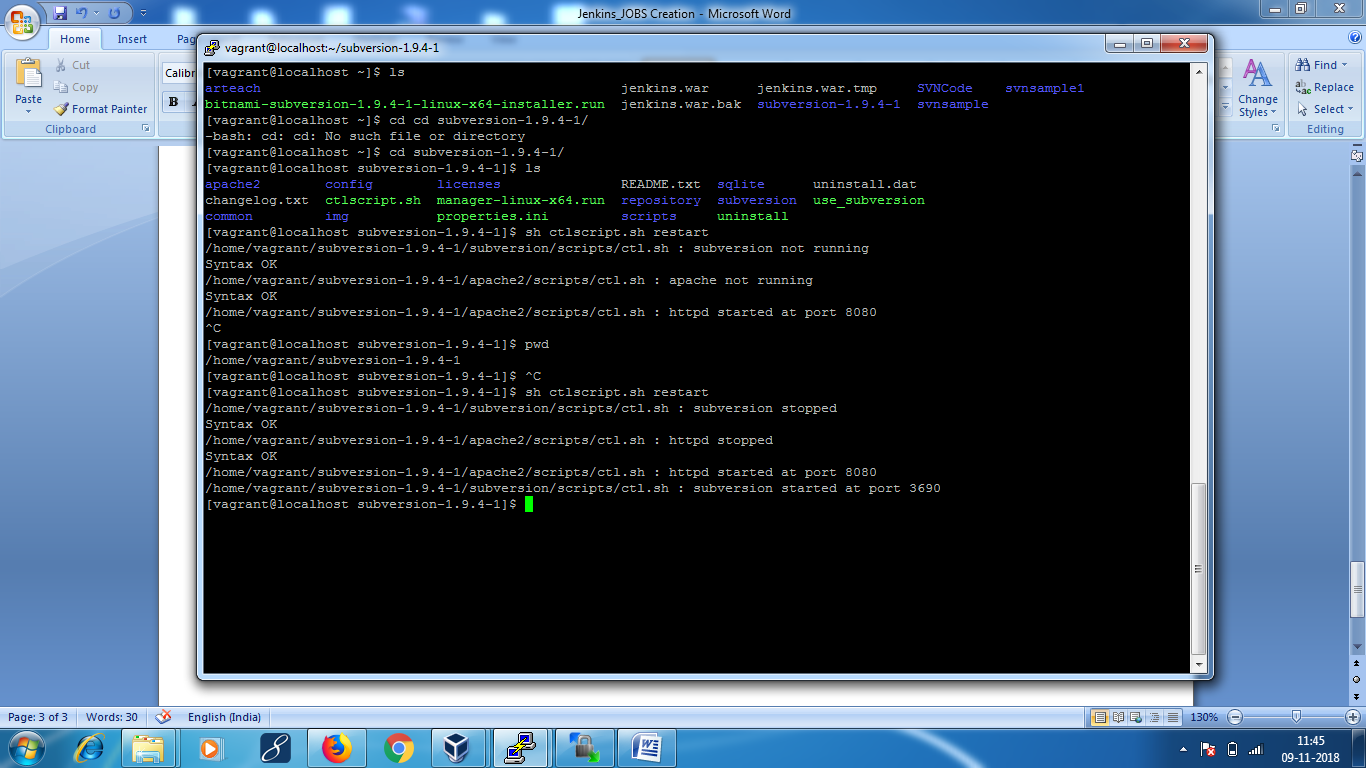 Jenkins_JOBS Creation - Microsoft Word
Home Insert
Paste
Cut
Copy
Format Painter
Clipboard
Calibr
B
vagrant@localhost:~/subversion-1.9.4-1
[vagrant@localhost ~]$ ls
arteach jenkins.war jenkins.war.tmp SVNCode svnsample1
bitnami-subversion-1.9.4-1-linux-x64-installer.run jenkins.war.bak subversion-1.9.4-1 svnsample
[vagrant@localhost ~]$ cd cd subversion-1.9.4-1/
-bash: cd: cd: No such file or directory
[vagrant@localhost ~]$ cd subversion-1.9.4-1/
[vagrant@localhost subversion-1.9.4-1]$ ls
apache2 config licenses README.txt sqlite uninstall.dat
changelog.txt ctlscript.sh manager-linux-x64.run repository subversion use_subversion
common img properties.ini scripts uninstall
[vagrant@localhost subversion-1.9.4-1]$ sh ctlscript.sh restart
/home/vagrant/subversion-1.9.4-1/subversion/scripts/ctl.sh : subversion not running
Syntax OK
/home/vagrant/subversion-1.9.4-1/apache2/scripts/ctl.sh : apache not running
Syntax OK
/home/vagrant/subversion-1.9.4-1/apache2/scripts/ctl.sh : httpd started at port 8080
^C
[vagrant@localhost subversion-1.9.4-1]$ pwd
/home/vagrant/subversion-1.9.4-1
[vagrant@localhost subversion-1.9.4-1]$ ^C
[vagrant@localhost subversion-1.9.4-1]$ sh ctlscript.sh restart
/home/vagrant/subversion-1.9.4-1/subversion/scripts/ctl.sh : subversion stopped
Syntax OK
/home/vagrant/subversion-1.9.4-1/apache2/scripts/ctl.sh : httpd stopped
Syntax OK
/home/vagrant/subversion-1.9.4-1/apache2/scripts/ctl.sh : httpd started at port 8080
/home/vagrant/subversion-1.9.4-1/subversion/scripts/ctl.sh : subversion started at port 3690
[vagrant@localhost subversion-1.9.4-1]$
Change
Styles
Find
Replace
Select
Editing
Page: 3 of 3 Words: 30 English (India) 130%
11:45
09-11-2018